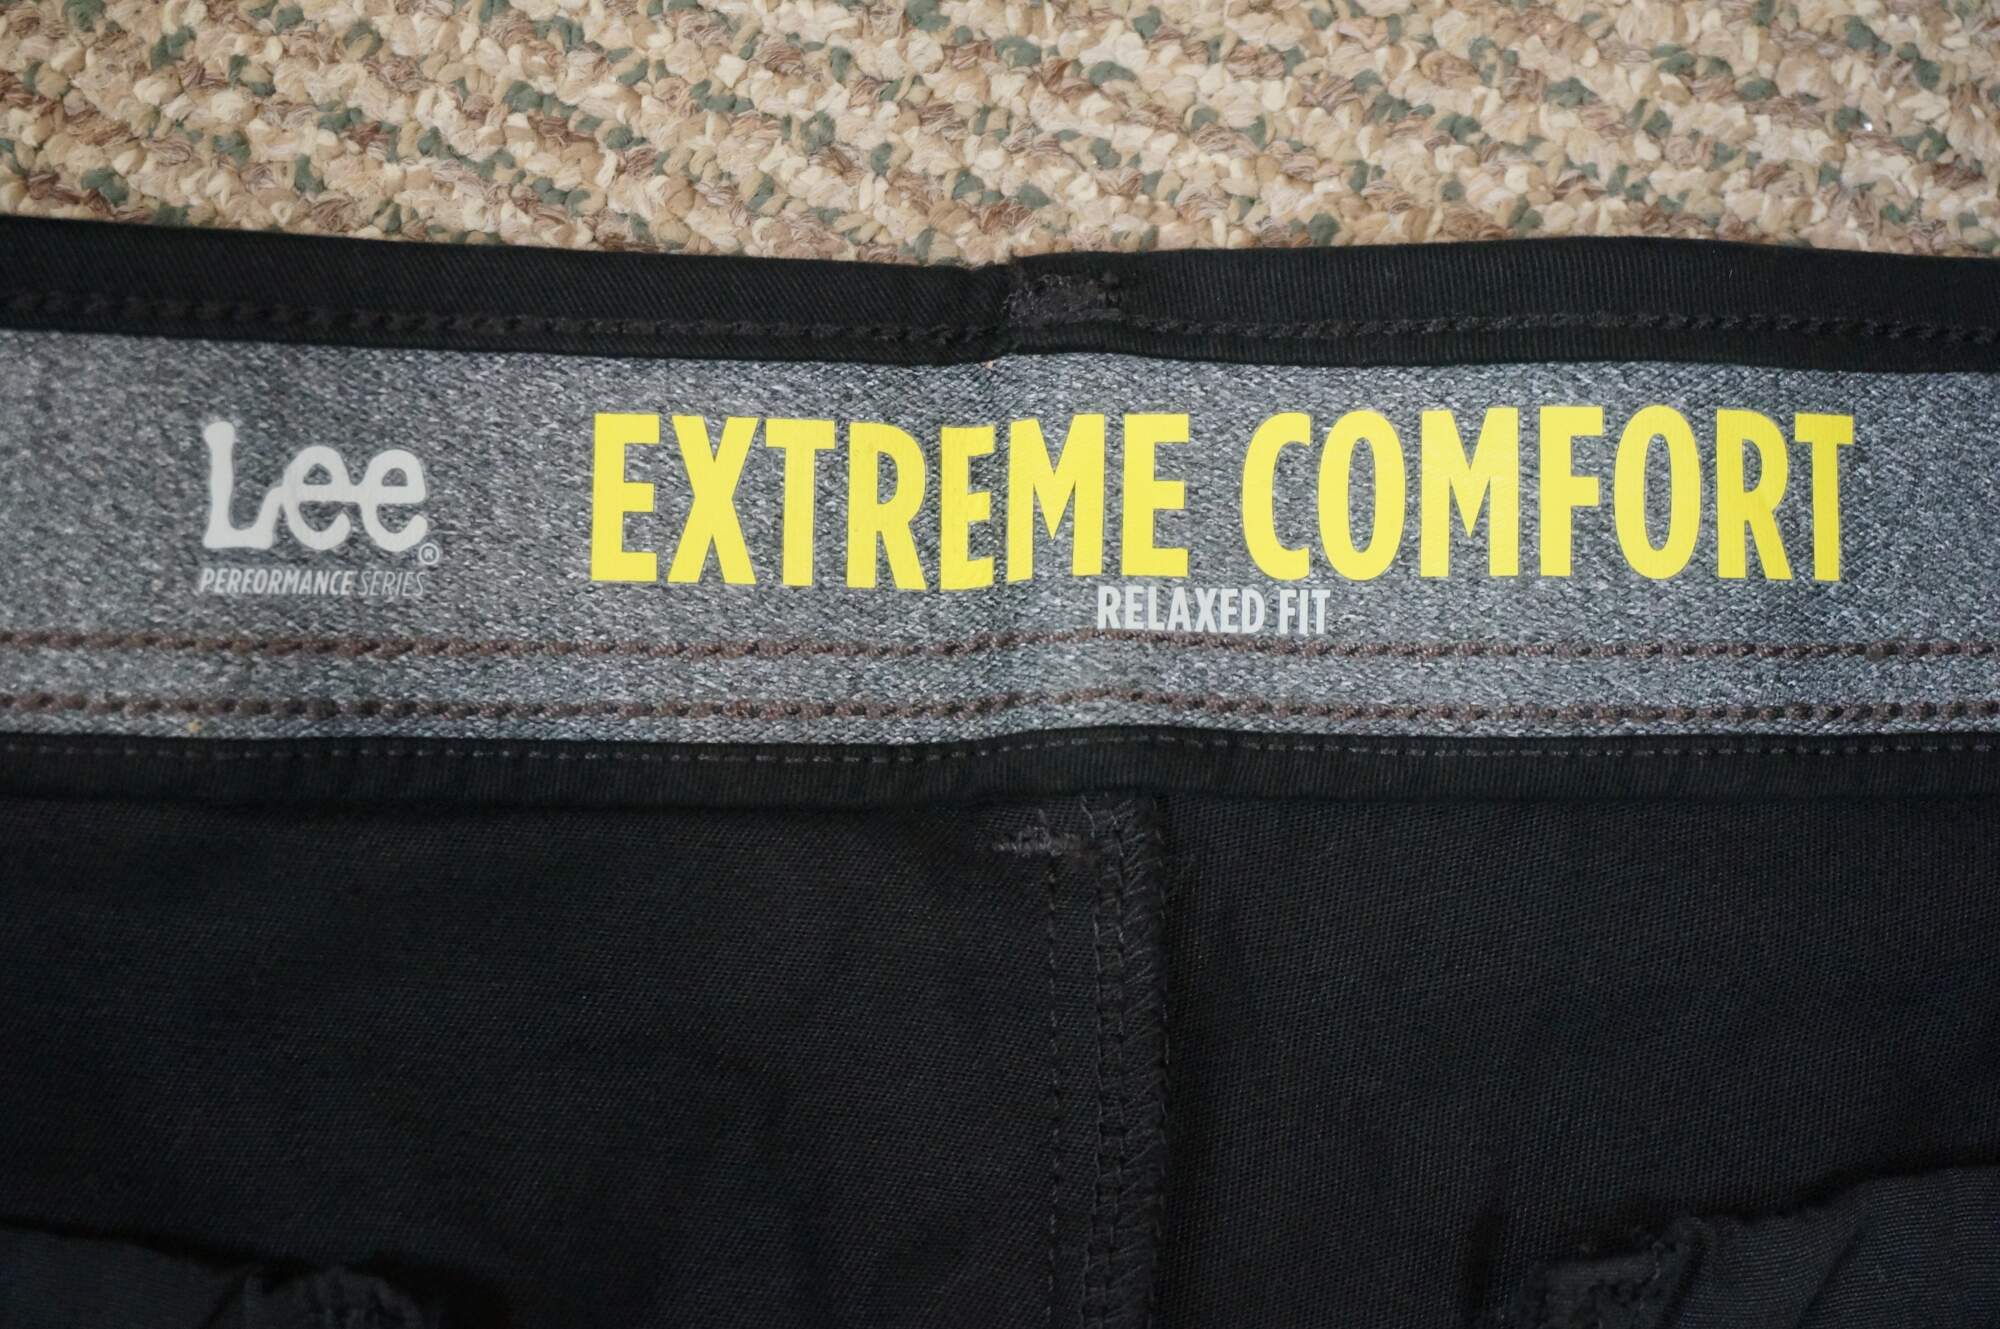 Lee®
PERFORMANCE SERIES
EXTREME COMFORT
RELAXED FIT